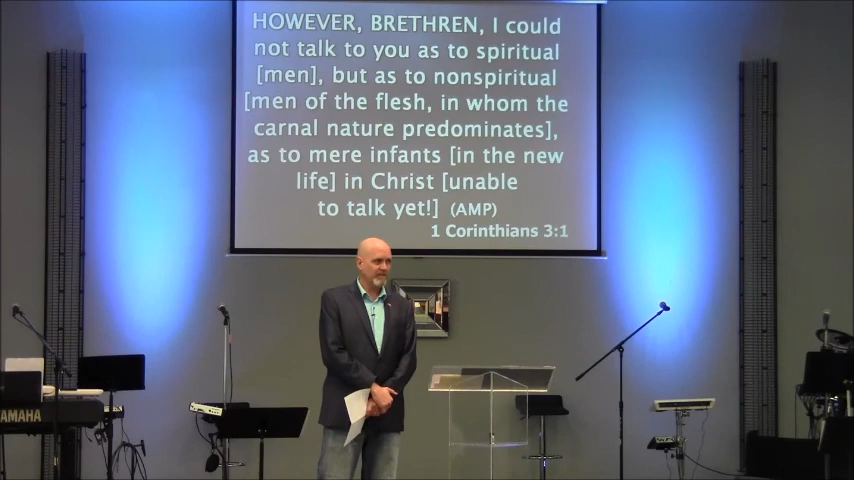 HOWEVER, BRETHREN, I could
not talk to you as to spiritual
[men], but as to nonspiritual
[men of the flesh, in whom the
carnal nature predominates],
as to mere infants [in the new
life] in Christ [unable
to talk yet!] (AMP)
1 Corinthians 3:1
YAMAHA